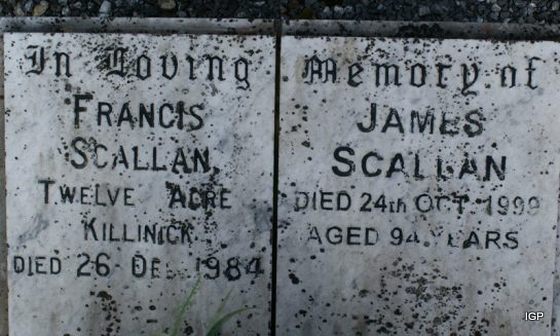 In Loving Memory of
FRANCIS
SCALLAN,
TWELVE ACRE
KILLINICK
DIED 26 DEC 1984
JAMES
SCALLAN
DIED 24th OCT 1999
AGED 94 YEARS
IGP